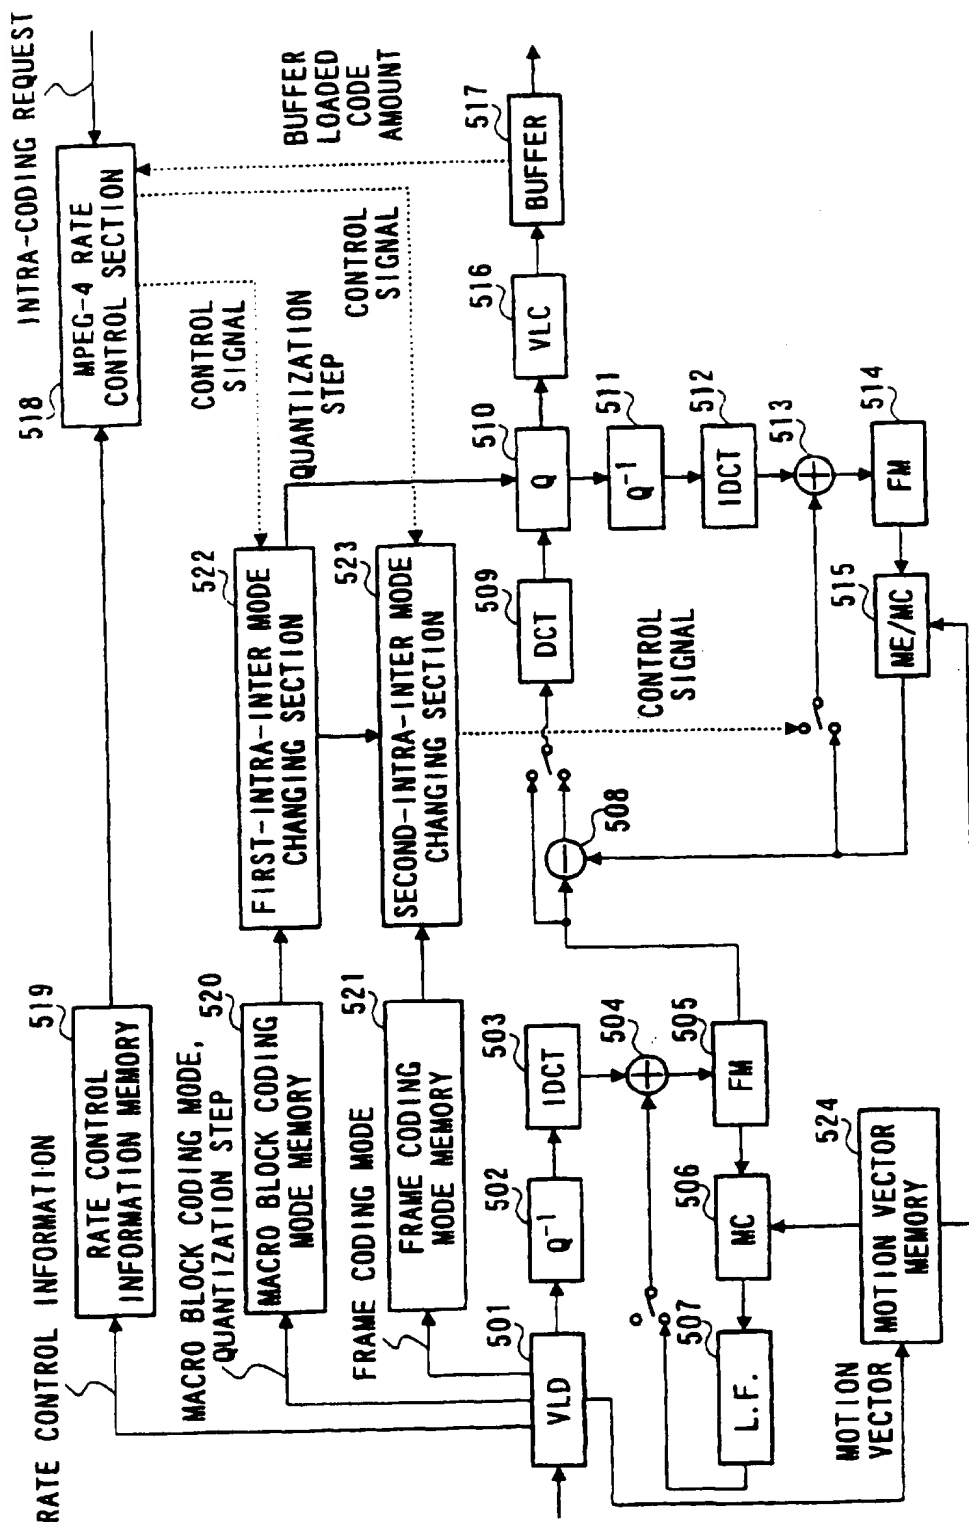 RATE CONTROL INFORMATION
INTRA-CODING REQUEST
519
RATE CONTROL
INFORMATION MEMORY
518
MPEG-4 RATE
CONTROL SECTION
MACRO BLOCK CODING MODE,
QUANTIZATION STEP
520
MACRO BLOCK CODING
MODE MEMORY
522
FIRST-INTRA-INTER MODE
CHANGING SECTION
CONTROL
SIGNAL
QUANTIZATION
STEP
BUFFER
LOADED
CODE
AMOUNT
FRAME CODING MODE
521
FRAME CODING
MODE MEMORY
523
SECOND-INTRA-INTER MODE
CHANGING SECTION
CONTROL
SIGNAL
501
VLD
502
Q-1
503
IDCT
504
505
FM
506
MC
507
L.F.
508
509
DCT
510
Q
516
VLC
517
BUFFER
511
Q-1
512
IDCT
513
514
FM
515
ME/MC
CONTROL
SIGNAL
MOTION
VECTOR
524
MOTION VECTOR
MEMORY